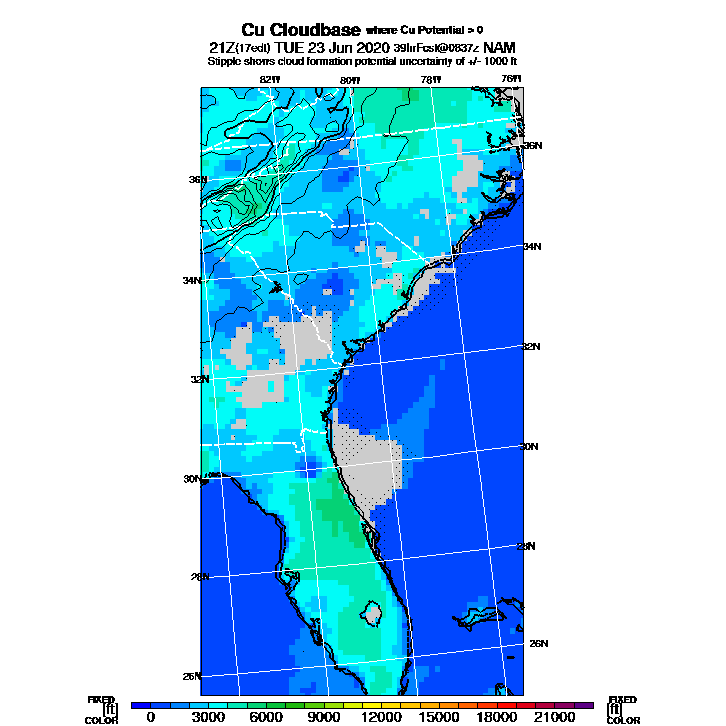 Cu Cloudbase where Cu Potential > 0
21Z(17edt) TUE 23 Jun 2020 39hrFcst@0837z NAM
Stipple shows cloud formation potential uncertainty of +/- 1000 ft
82W 80W 78W 76W
36N 36N
34N 34N
32N 32N
30N 30N
28N 28N
26N 26N
FIXED FIXED
[ft] [ft]
COLOR COLOR
0 3000 6000 9000 12000 15000 18000 21000